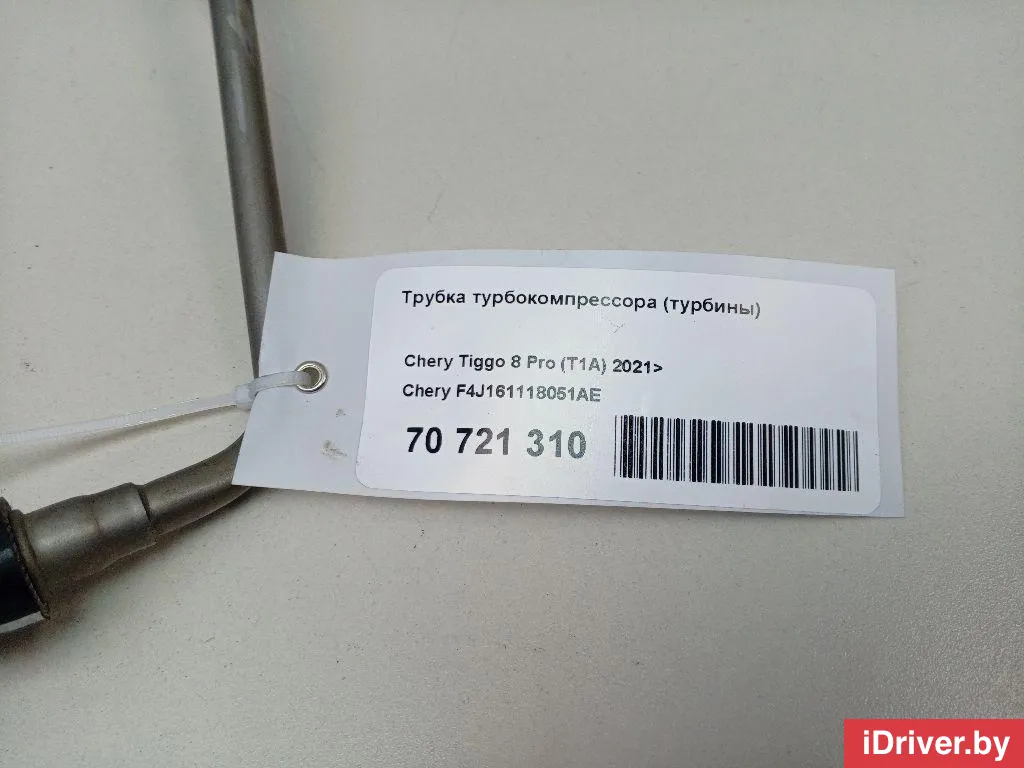 Трубка турбокомпрессора (турбины)
Chery Tiggo 8 Pro (T1A) 2021>
Chery F4J161118051AE
70 721 310
iDriver.by